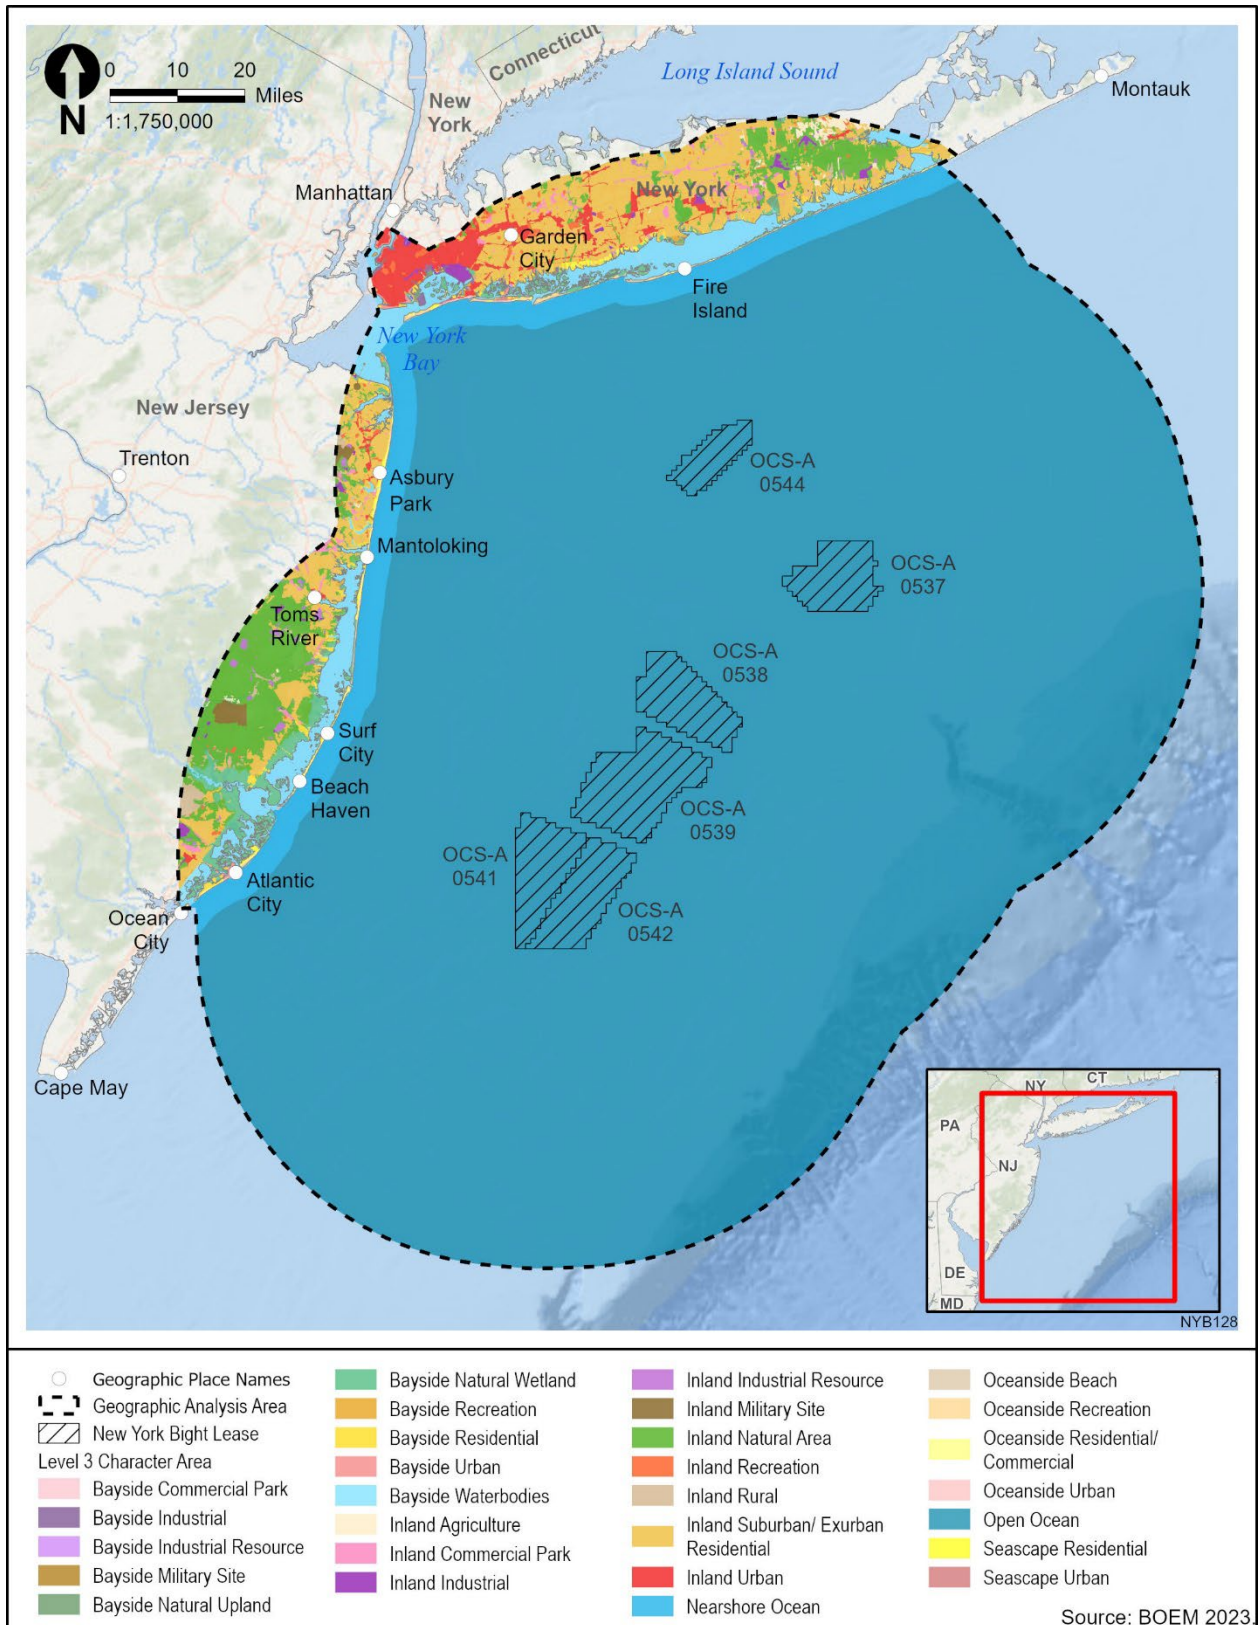 Connecticut
Long Island Sound
Montauk
0 10 20
Miles
1:1,750,000
N
New
York
Manhattan
New York
Garden
City
Fire
Island
New York
Bay
New Jersey
Trenton
Asbury
Park
Mantoloking
Toms
River
Surf
City
Beach
Haven
Atlantic
City
Ocean
City
Cape May
OCS-A
0544
OCS-A
0537
OCS-A
0538
OCS-A
0539
OCS-A
0541
OCS-A
0542
NY
CT
PA
NJ
DE
MD
NYB128
Geographic Place Names
Geographic Analysis Area
New York Bight Lease
Level 3 Character Area
Bayside Commercial Park
Bayside Industrial
Bayside Industrial Resource
Bayside Military Site
Bayside Natural Upland
Bayside Natural Wetland
Bayside Recreation
Bayside Residential
Bayside Urban
Bayside Waterbodies
Inland Agriculture
Inland Commercial Park
Inland Industrial
Inland Industrial Resource
Inland Military Site
Inland Natural Area
Inland Recreation
Inland Rural
Inland Suburban/ Exurban
Residential
Inland Urban
Nearshore Ocean
Oceanside Beach
Oceanside Recreation
Oceanside Residential/
Commercial
Oceanside Urban
Open Ocean
Seascape Residential
Seascape Urban
Source: BOEM 2023.